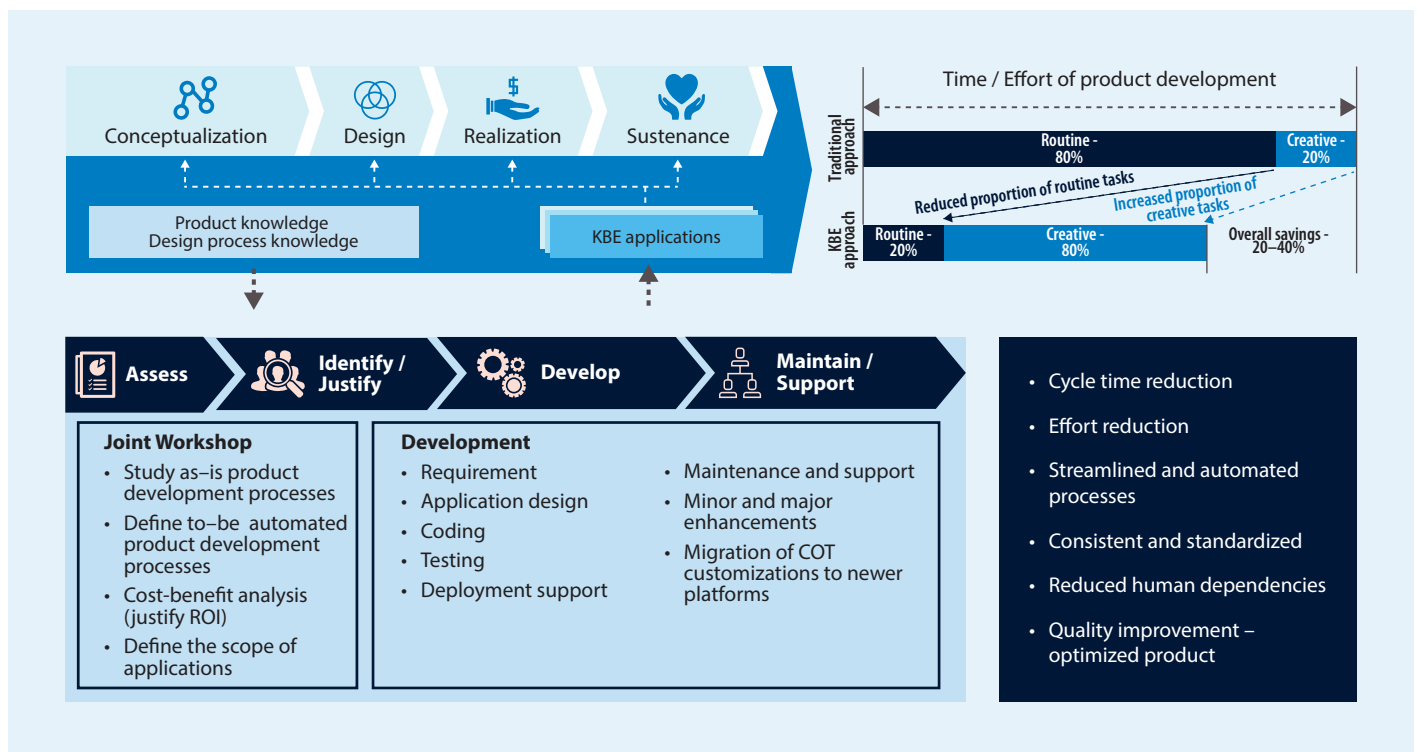 Conceptualization
Design
Realization
Sustenance
Product knowledge
Design process knowledge
KBE applications
Time / Effort of product development
Traditional
approach
Routine -
80%
Creative -
20%
Reduced proportion of routine tasks
Increased proportion of
creative tasks
KBE
approach
Routine -
20%
Creative -
80%
Overall savings -
20–40%
Assess
Identify /
Justify
Develop
Maintain /
Support
Joint Workshop
• Study as–is product
development processes
• Define to–be automated
product development
processes
• Cost-benefit analysis
(justify ROI)
• Define the scope of
applications
Development
• Requirement
• Application design
• Coding
• Testing
• Deployment support
• Maintenance and support
• Minor and major
enhancements
• Migration of COT
customizations to newer
platforms
• Cycle time reduction
• Effort reduction
• Streamlined and automated
processes
• Consistent and standardized
• Reduced human dependencies
• Quality improvement –
optimized product